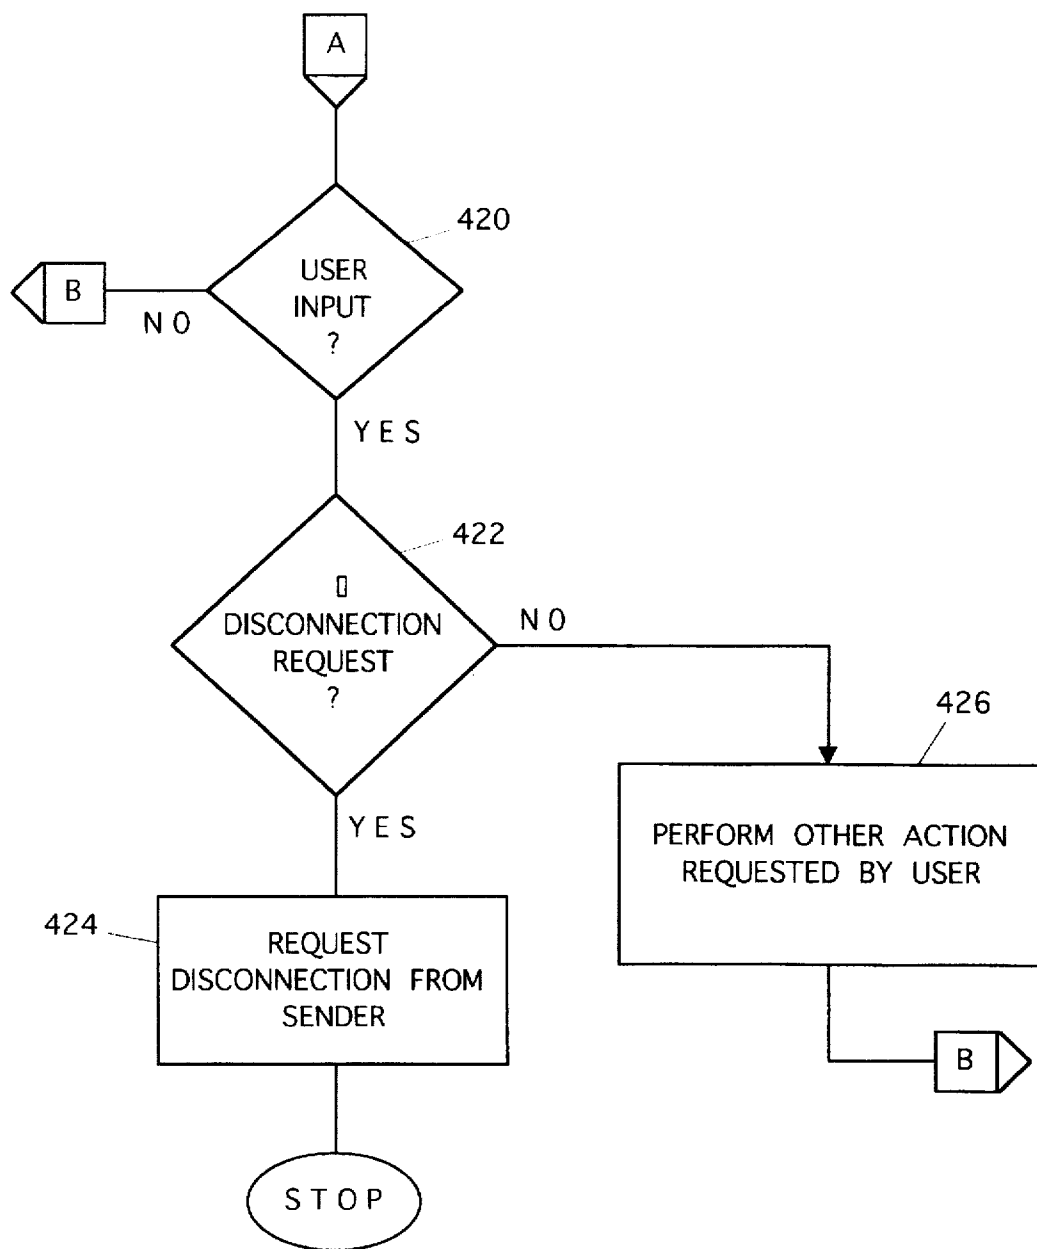 A
420
USER
INPUT
?
B
NO
YES
422
▯
DISCONNECTION
REQUEST
?
NO
YES
426
PERFORM OTHER ACTION
REQUESTED BY USER
424
REQUEST
DISCONNECTION FROM
SENDER
B
STOP